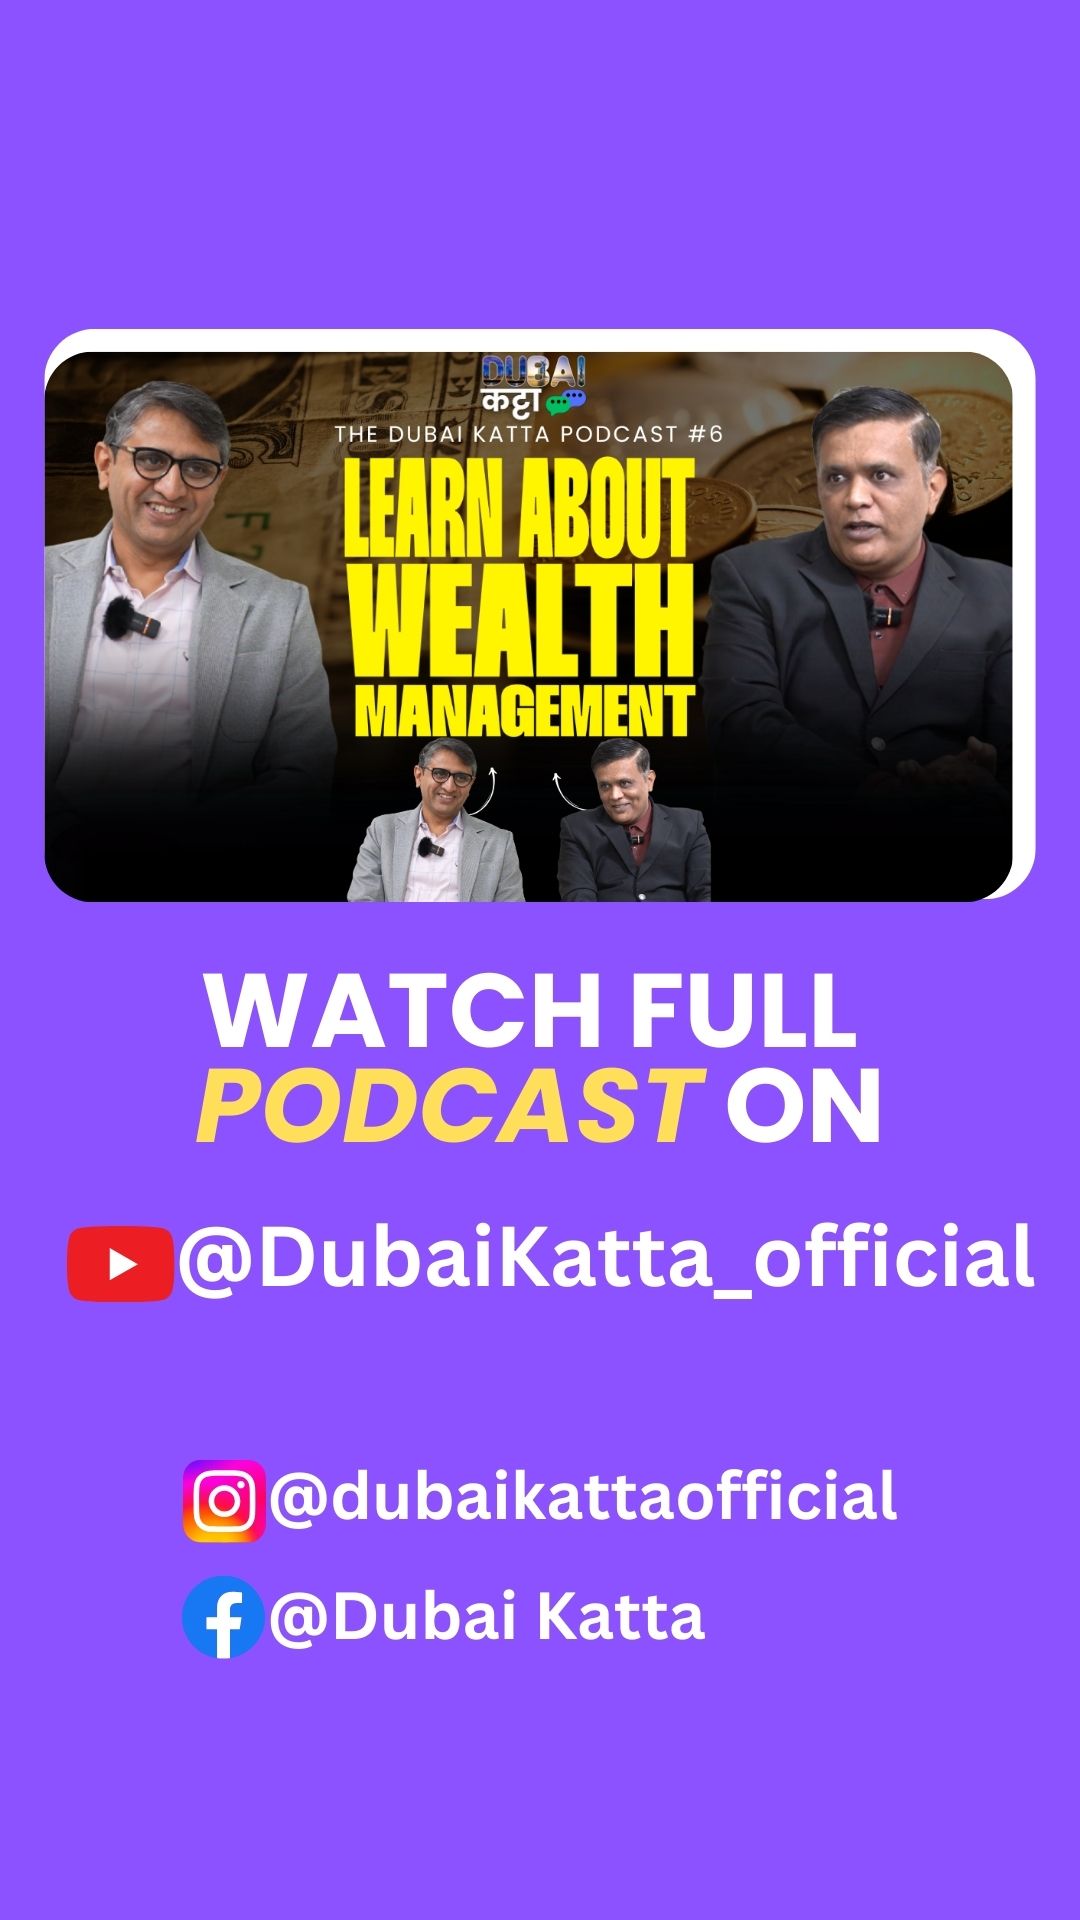 DUBAI
कट्टा
THE DUBAI KATTA PODCAST #6
LEARN ABOUT
WEALTH
MANAGEMENT
WATCH FULL
PODCAST ON
@DubaiKatta_official
@dubaikattaofficial
@Dubai Katta